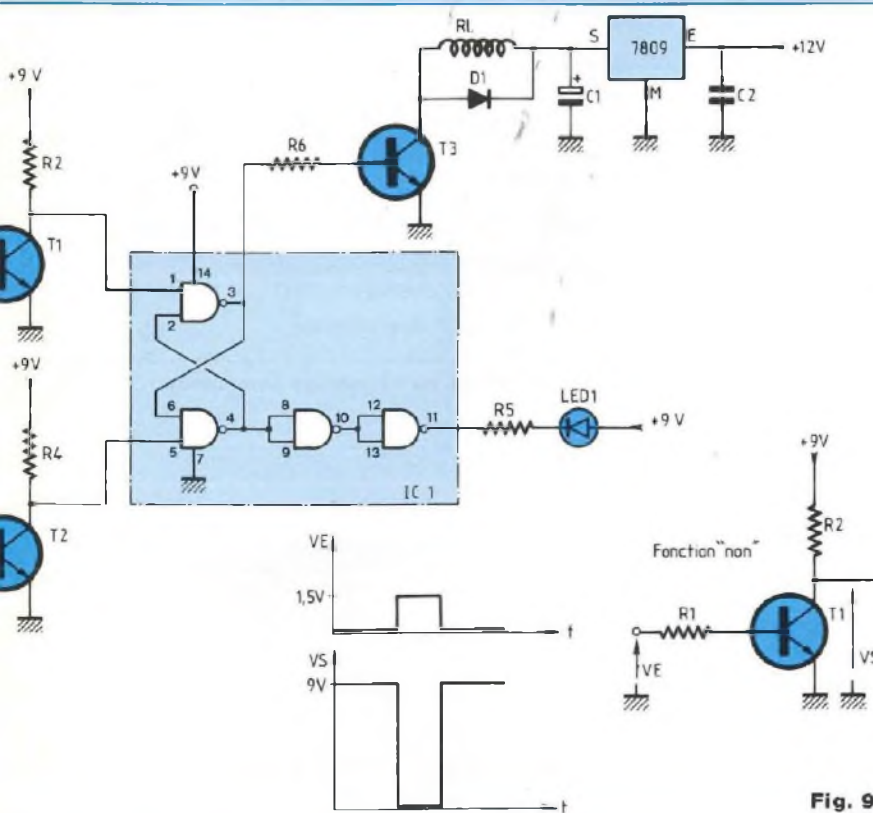 RL
S
7809
E
+12V
+9V
D1
+
C1
M
C2
R2
R6
T3
+9V
T1
1
14
3
2
+9V
LED1
R5
+9V
6
4
8
10
12
11
5
7
9
13
R4
IC 1
+9V
T2
VE
R2
Fonction "non"
1,5V
R1
T1
t
VS
VE
VS
9V
t
Fig. 9